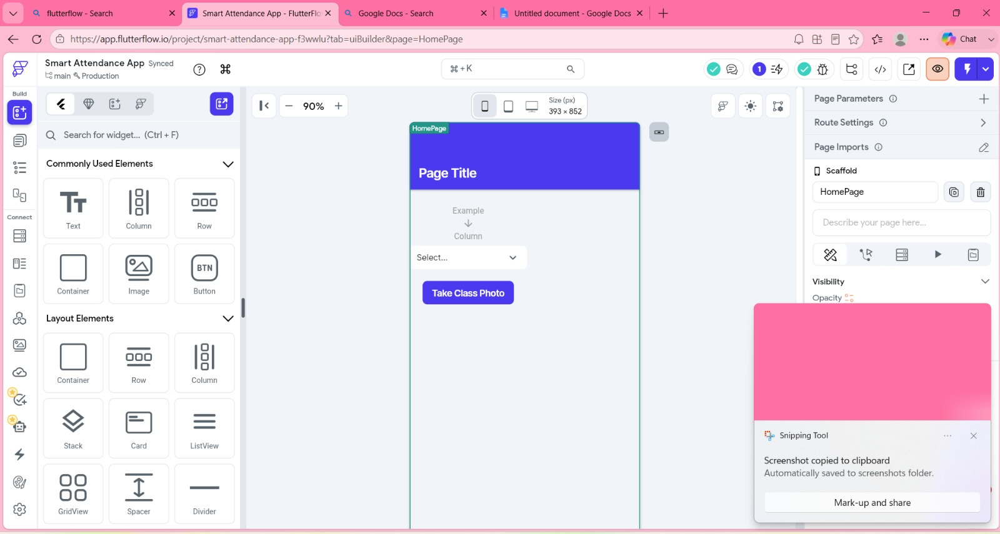 flutterflow - Search
Smart Attendance App - FlutterFlo
Google Docs - Search
Untitled document - Google Docs
https://app.flutterflow.io/project/smart-attendance-app-f3wwlu?tab=uiBuilder&page=HomePage
Chat
Smart Attendance App Synced
main Production
⌘+K
1
Build
Connect
90%
Size (px)
393 × 852
Search for widget... (Ctrl + F)
Commonly Used Elements
Tt
Text
Column
Row
Container
Image
BTN
Button
Layout Elements
Container
Row
Column
Stack
Card
ListView
GridView
Spacer
Divider
HomePage
Page Title
Example
Column
Select...
Take Class Photo
Page Parameters
Route Settings
Page Imports
Scaffold
HomePage
Describe your page here...
Visibility
Opacity
Snipping Tool
Screenshot copied to clipboard
Automatically saved to screenshots folder.
Mark-up and share